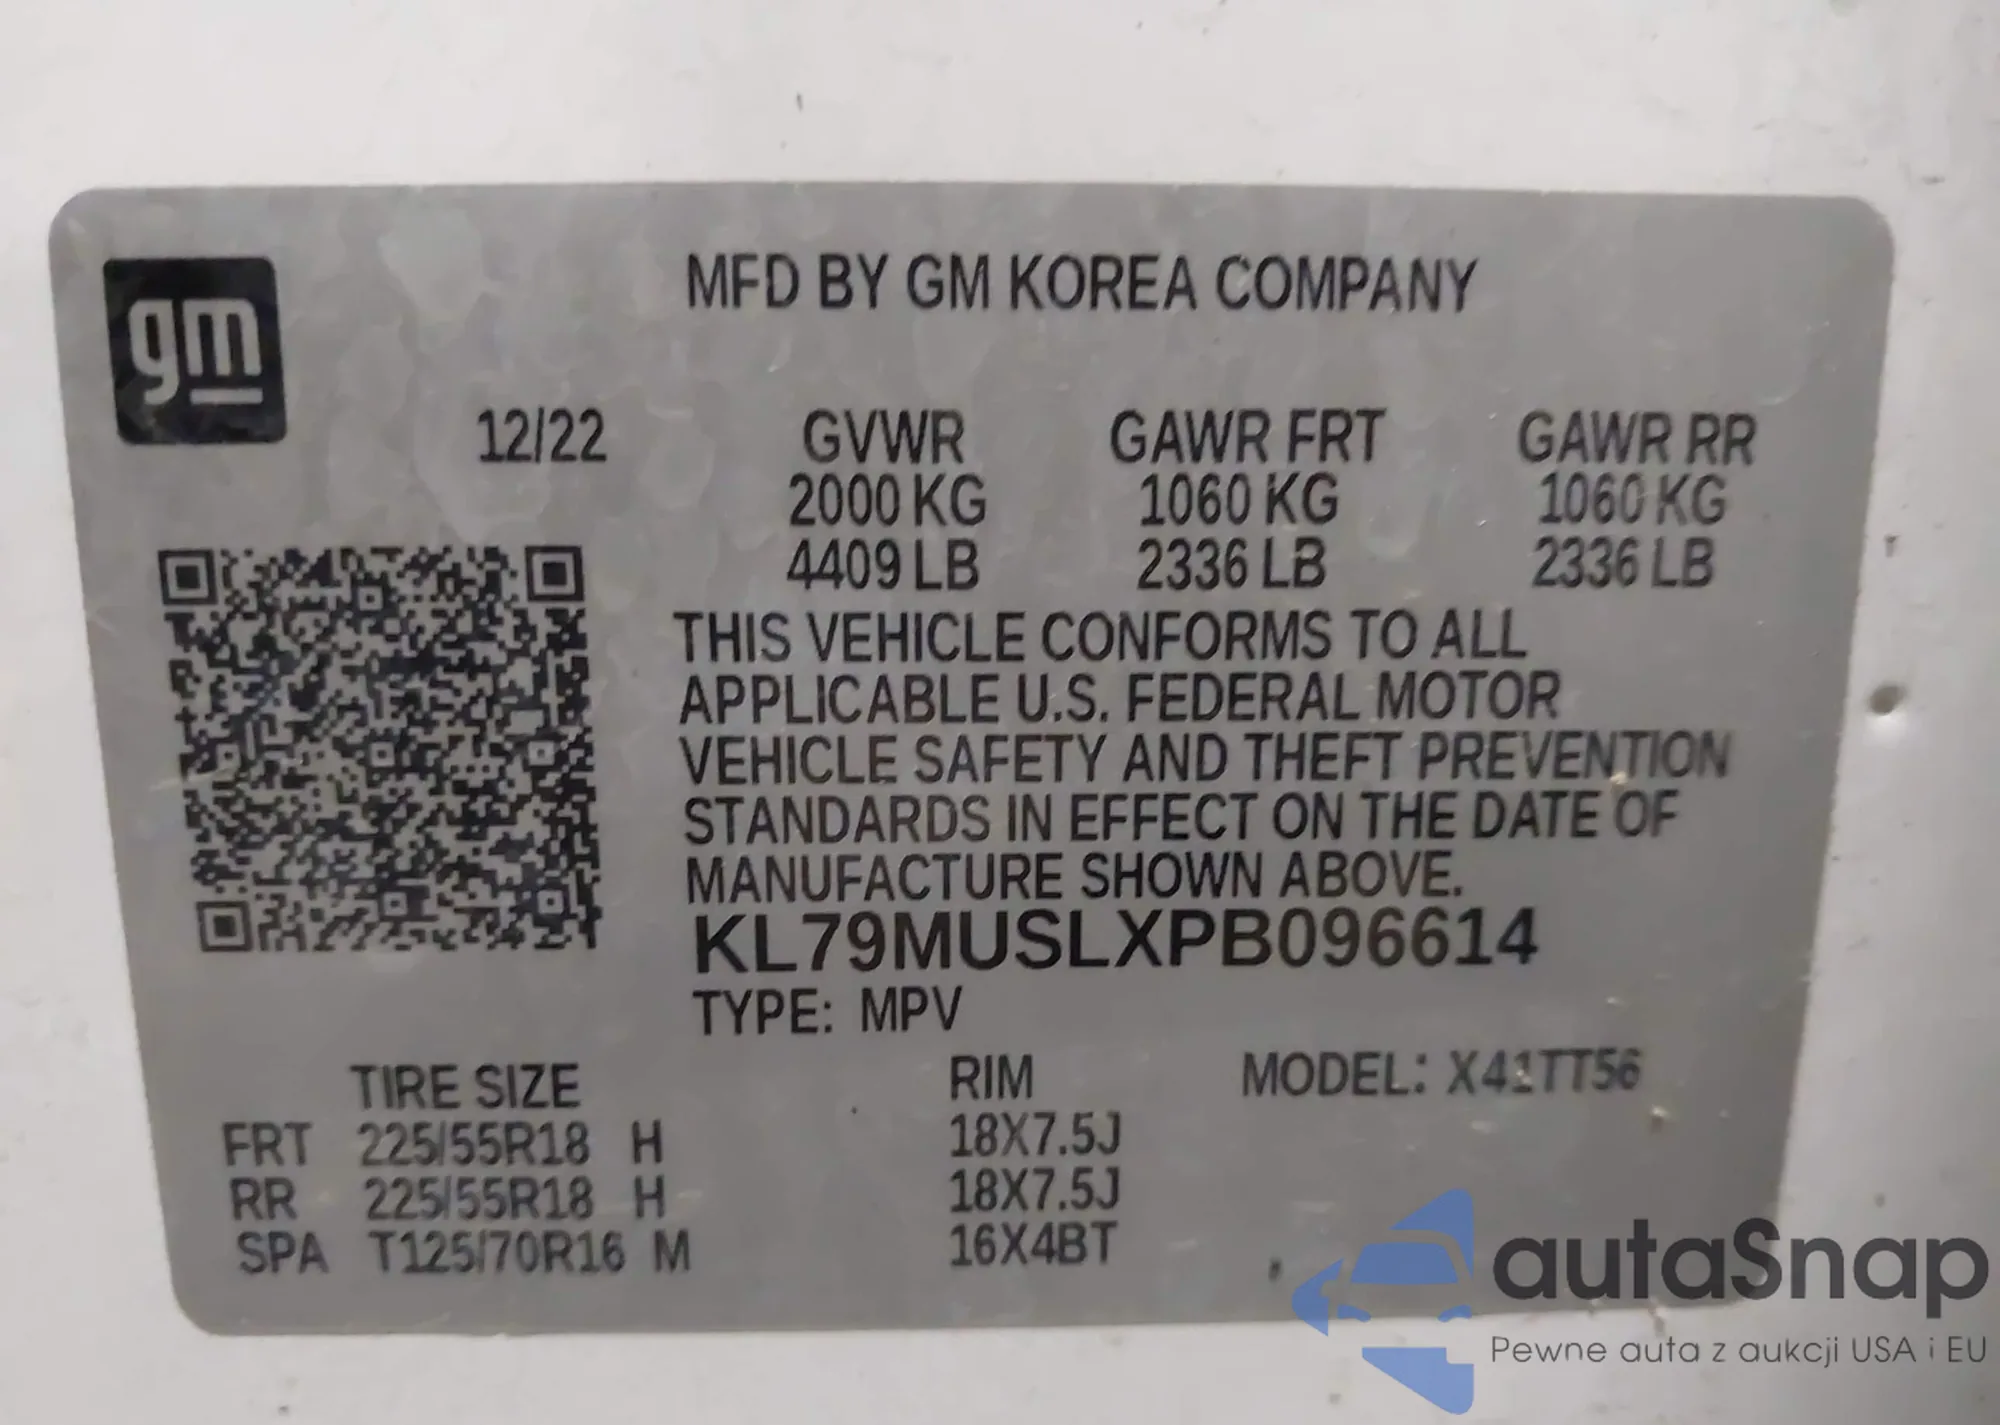 MFD BY GM KOREA COMPANY
gm
12/22 GVWR GAWR FRT GAWR RR
2000 KG 1060 KG 1060 KG
4409 LB 2336 LB 2336 LB
THIS VEHICLE CONFORMS TO ALL
APPLICABLE U.S. FEDERAL MOTOR
VEHICLE SAFETY AND THEFT PREVENTION
STANDARDS IN EFFECT ON THE DATE OF
MANUFACTURE SHOWN ABOVE.
KL79MUSLXPB096614
TYPE: MPV
TIRE SIZE RIM MODEL: X41TT56
FRT 225/55R18 H 18X7.5J
RR 225/55R18 H 18X7.5J
SPA T125/70R16 M 16X4BT
autaSnap
Pewne auta z aukcji USA i EU